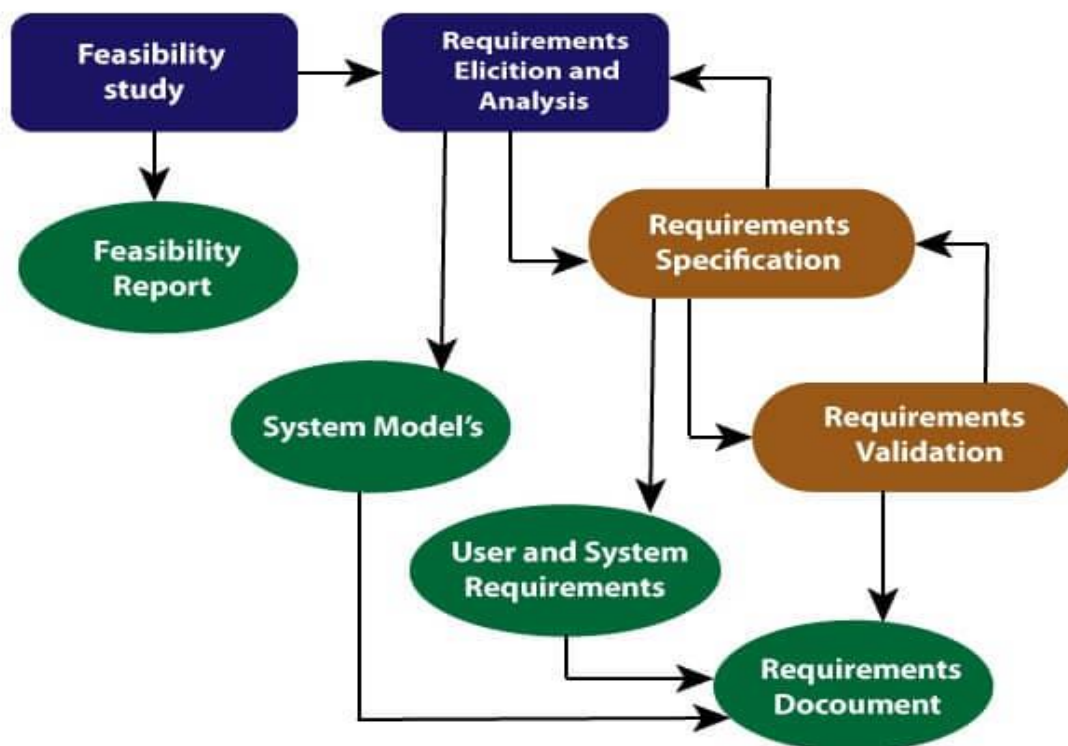 Feasibility
study
Requirements
Elicition and
Analysis
Feasibility
Report
Requirements
Specification
System Model's
Requirements
Validation
User and System
Requirements
Requirements
Docoument